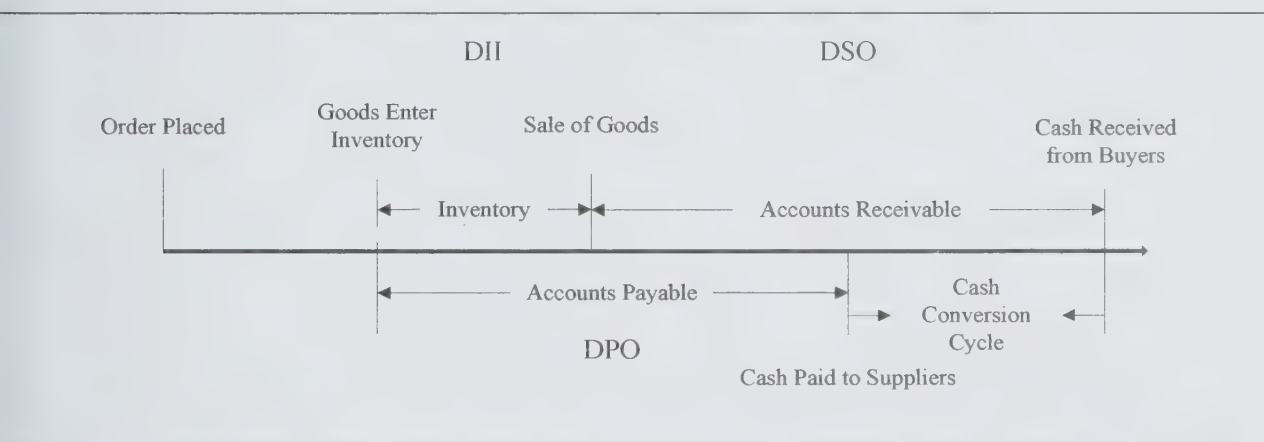 DII
DSO
Order Placed
Goods Enter
Inventory
Sale of Goods
Cash Received
from Buyers
Inventory
Accounts Receivable
Accounts Payable
Cash
Conversion
Cycle
DPO
Cash Paid to Suppliers